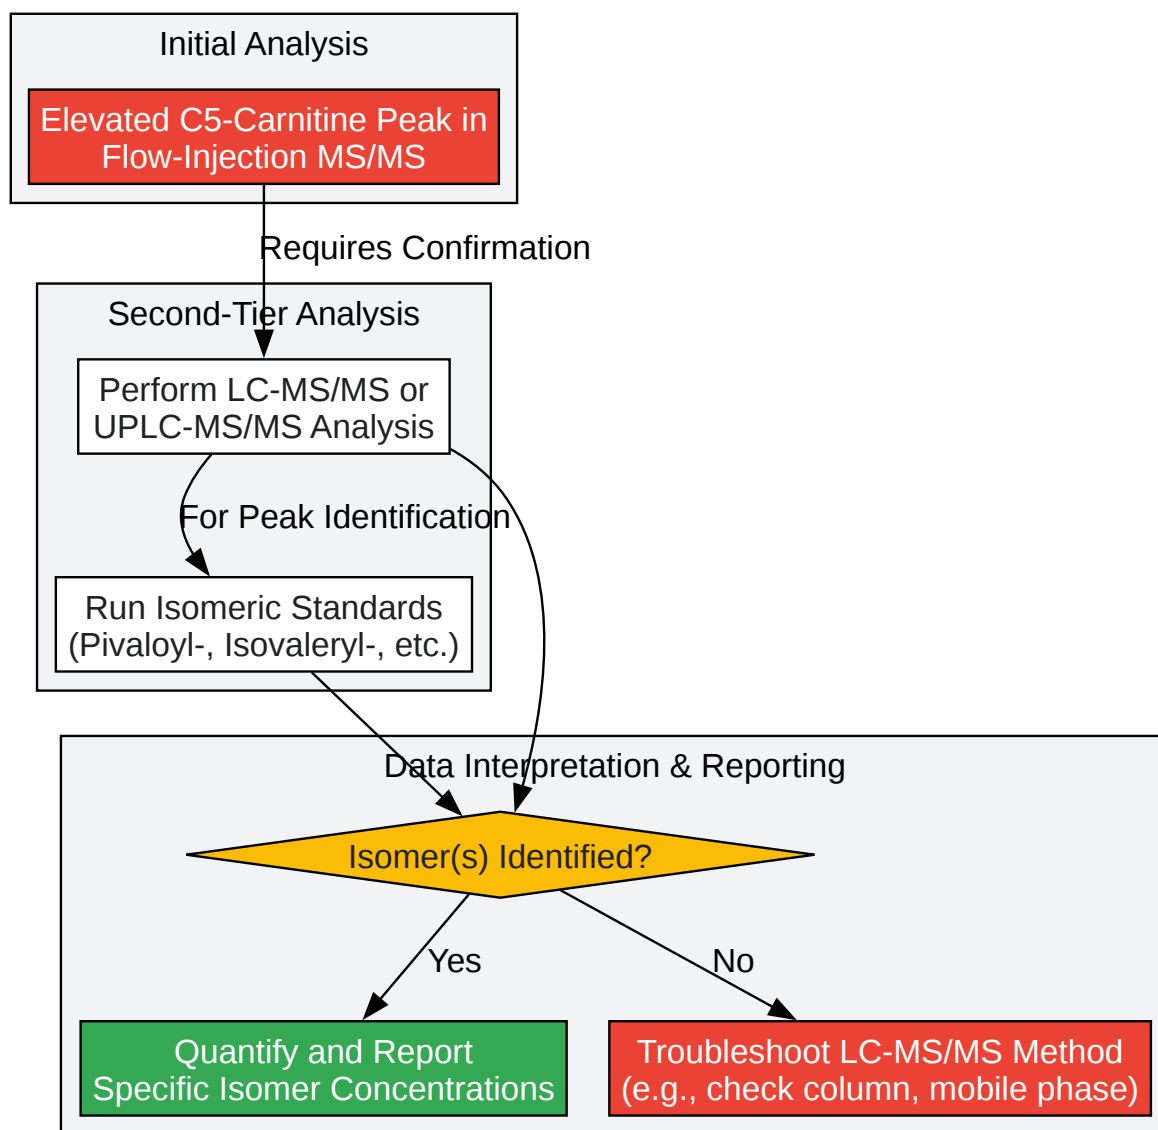 Initial Analysis
Elevated C5-Carnitine Peak in
Flow-Injection MS/MS
Requires Confirmation
Second-Tier Analysis
Perform LC-MS/MS or
UPLC-MS/MS Analysis
For Peak Identification
Run Isomeric Standards
(Pivaloyl-, Isovaleryl-, etc.)
Data Interpretation & Reporting
Isomer(s) Identified?
Yes
No
Quantify and Report
Specific Isomer Concentrations
Troubleshoot LC-MS/MS Method
(e.g., check column, mobile phase)